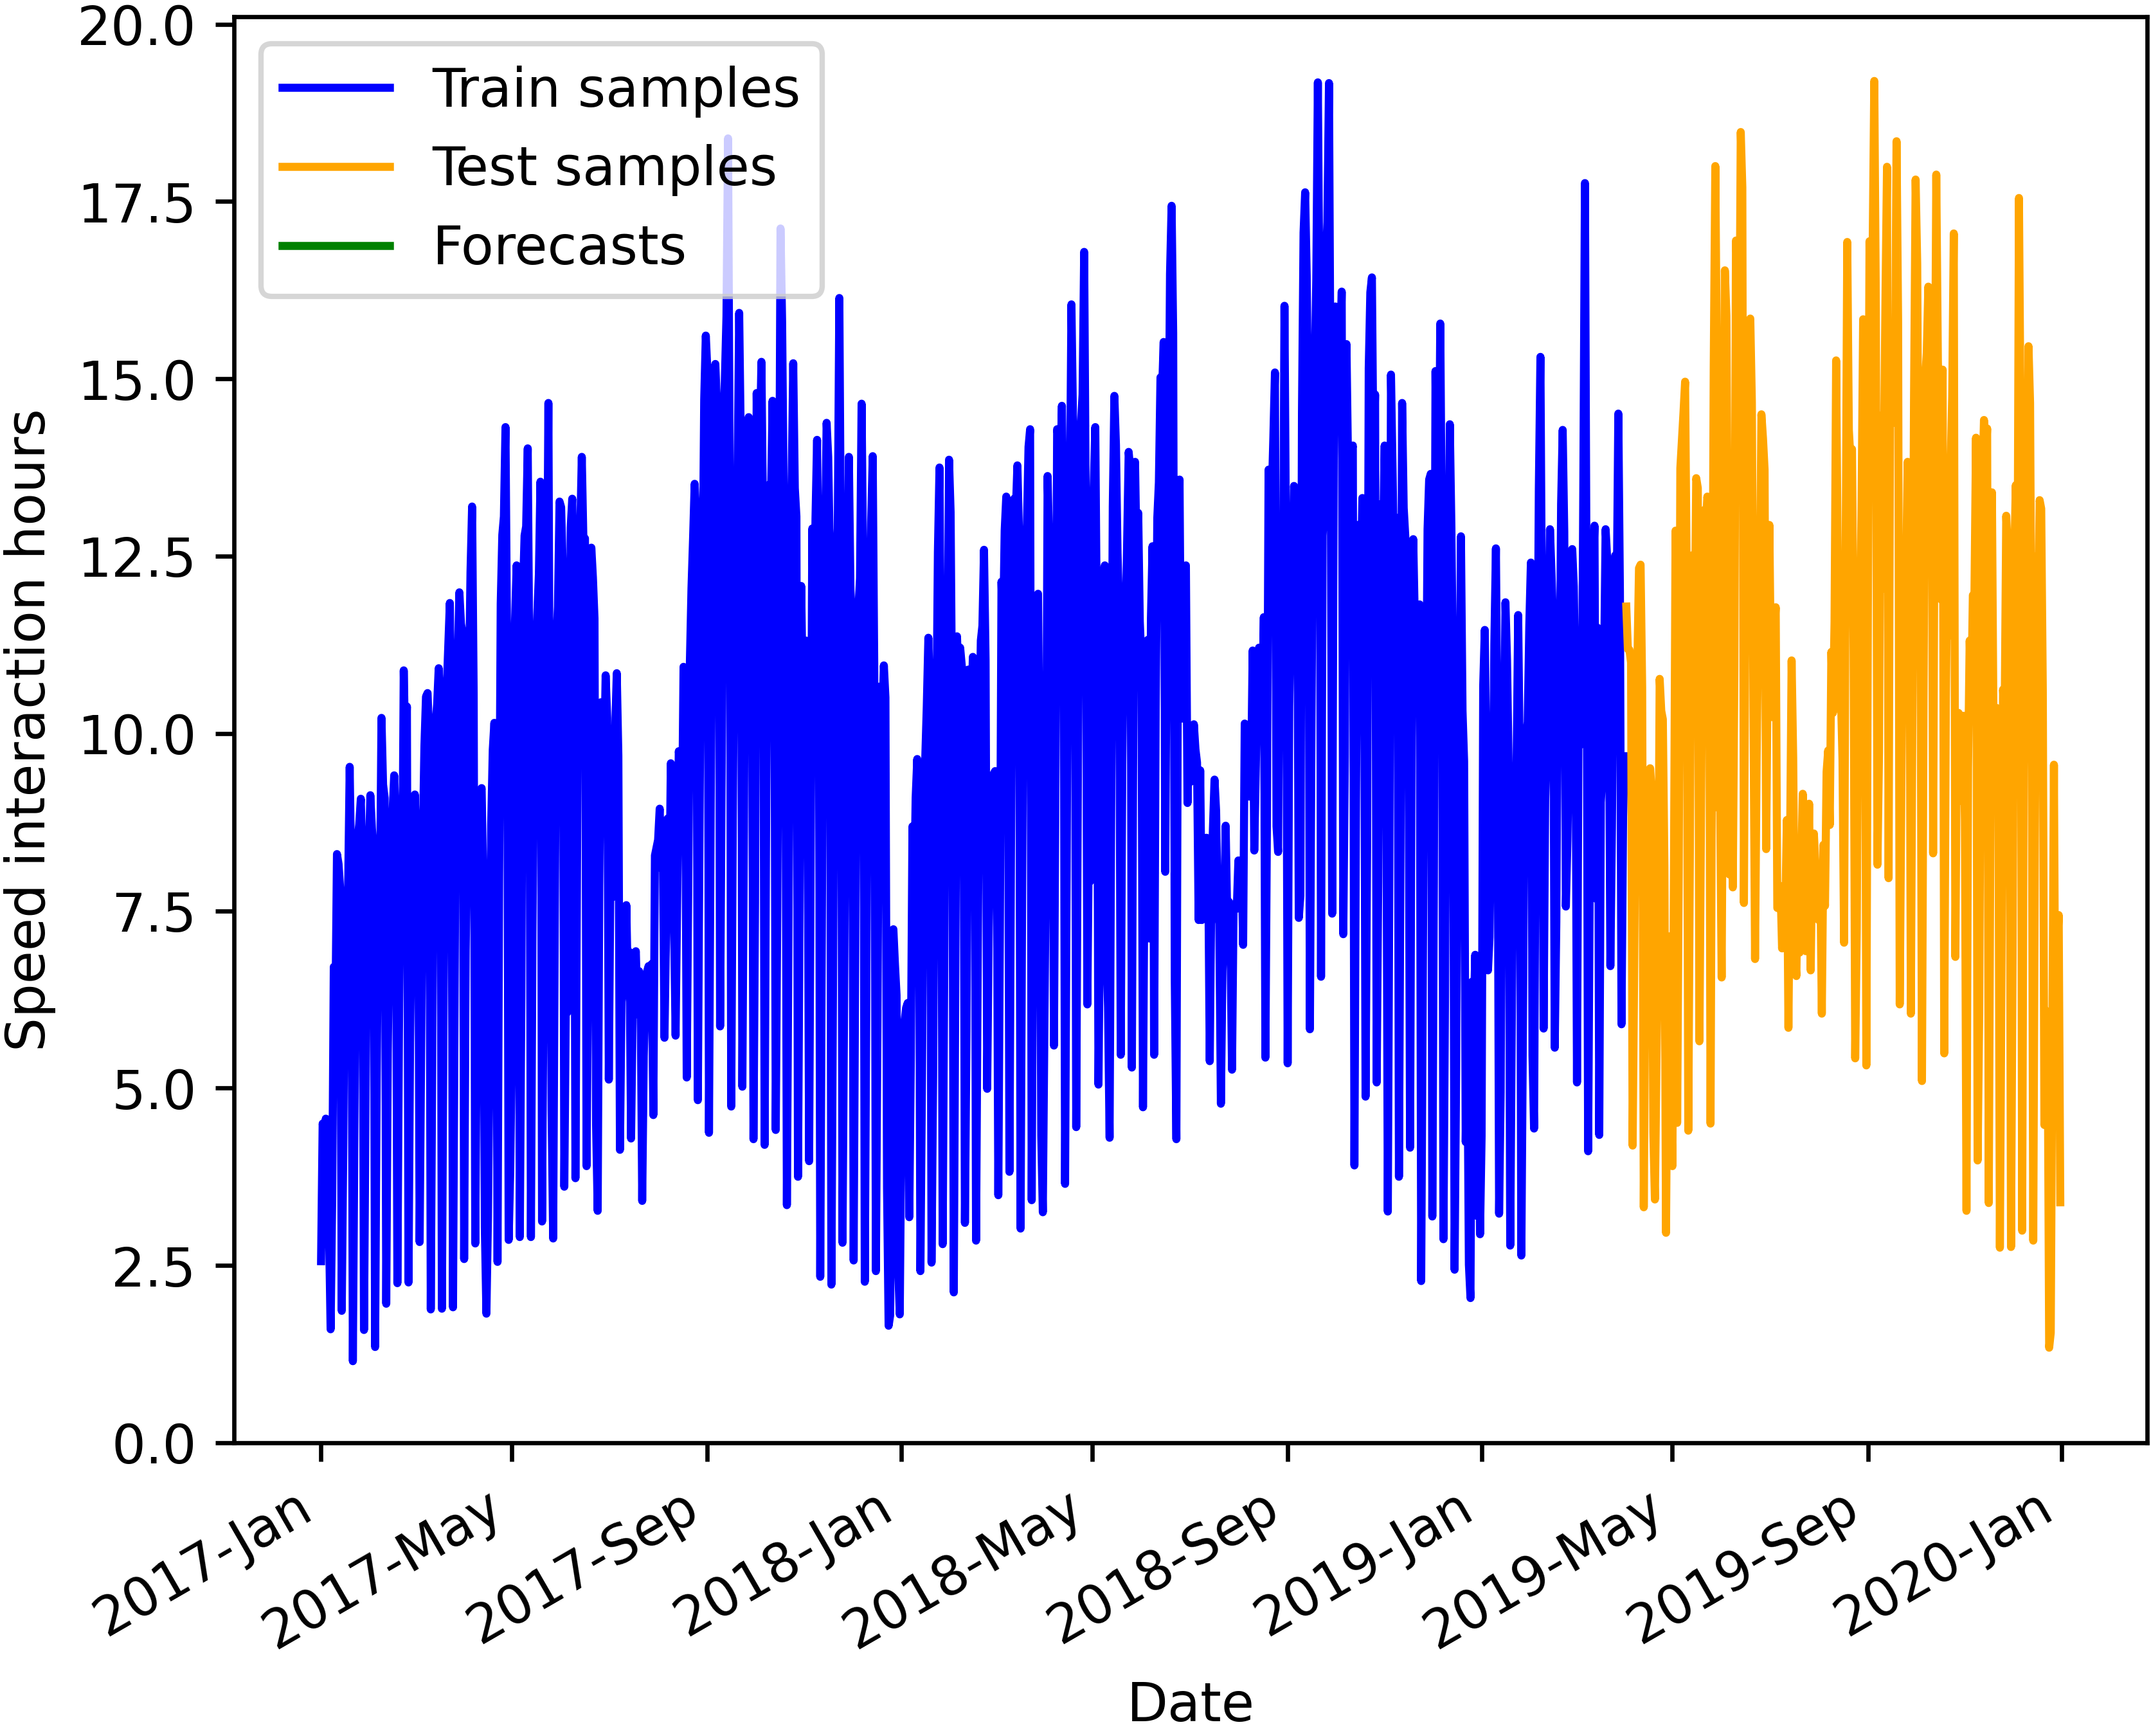 20.0
17.5
15.0
12.5
10.0
7.5
5.0
2.5
0.0
Speed interaction hours
Train samples
Test samples
Forecasts
2017-Jan
2017-May
2017-Sep
2018-Jan
2018-May
2018-Sep
2019-Jan
2019-May
2019-Sep
2020-Jan
Date